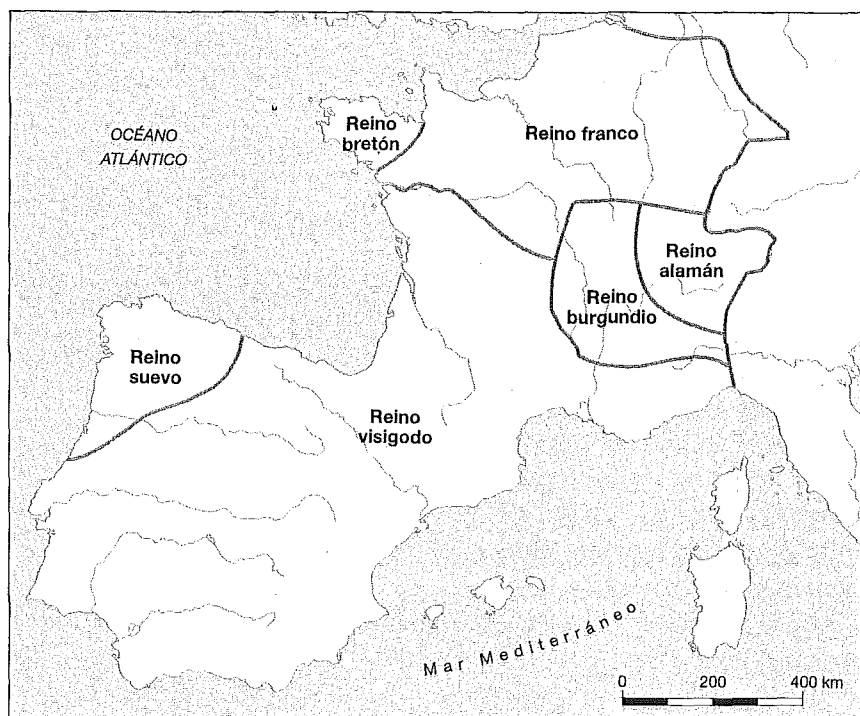 OCÉANO
ATLÁNTICO
Reino
bretón
Reino franco
Reino
alamán
Reino
burgundio
Reino
suevo
Reino
visigodo
Mar Mediterráneo
0 200 400 km